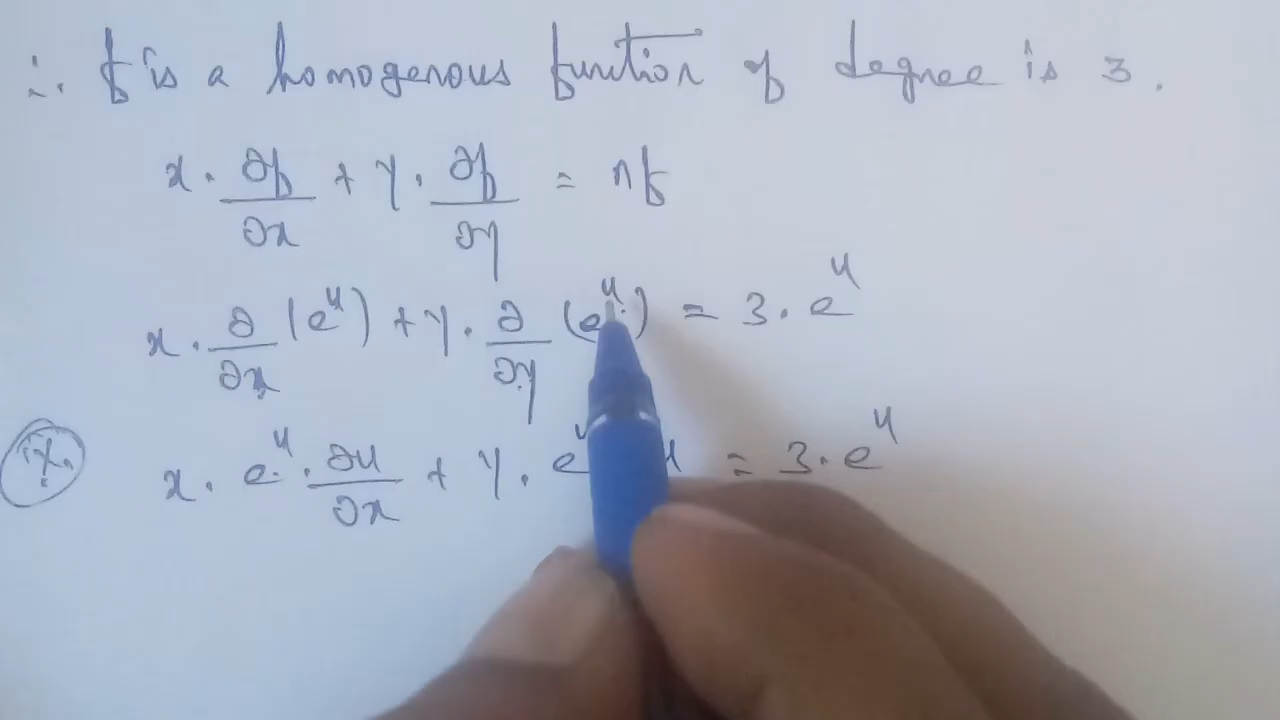 ∴ f is a homogenous function of degree is 3.
x · ∂f/∂x + y · ∂f/∂y = nf
x · ∂/∂x (e^u) + y · ∂/∂y (e^u) = 3 · e^u
x · e^u · ∂u/∂x + y · e^u = 3 · e^u